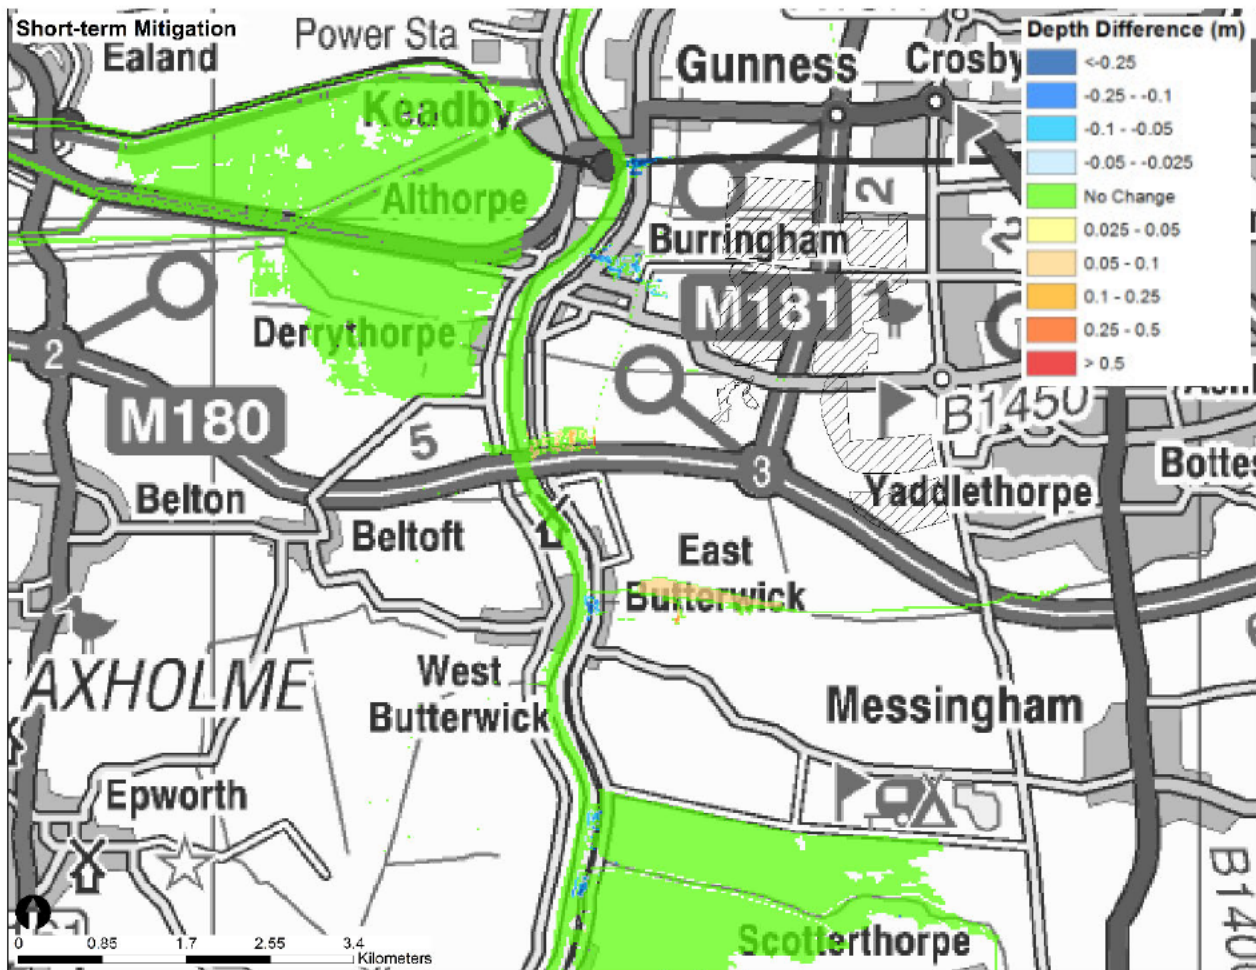 Short-term Mitigation
Ealand
Power Sta
Gunness
Crosby
Depth Difference (m)
<-0.25
-0.25 - -0.1
-0.1 - -0.05
-0.05 - -0.025
No Change
0.025 - 0.05
0.05 - 0.1
0.1 - 0.25
0.25 - 0.5
> 0.5
Keadby
Althorpe
2
2
Burringham
M181
Derrythorpe
2
M180
5
B1450
3
Bottes
Belton
Yaddlethorpe
Beltoft
East
Butterwick
AXHOLME
West
Butterwick
Messingham
Epworth
B140
Scotterthorpe
0 0.85 1.7 2.55 3.4
Kilometers